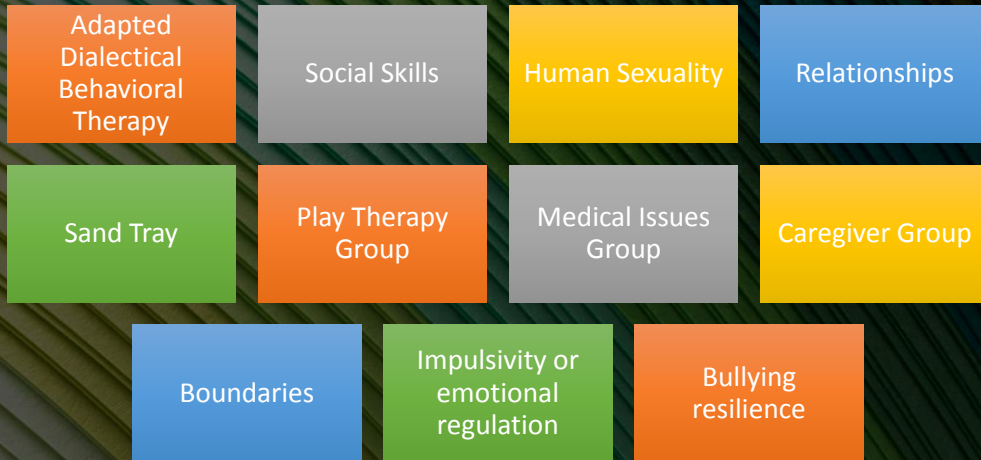 Adapted
Dialectical
Behavioral
Therapy
Social Skills
Human Sexuality
Relationships
Sand Tray
Play Therapy
Group
Medical Issues
Group
Caregiver Group
Boundaries
Impulsivity or
emotional
regulation
Bullying
resilience